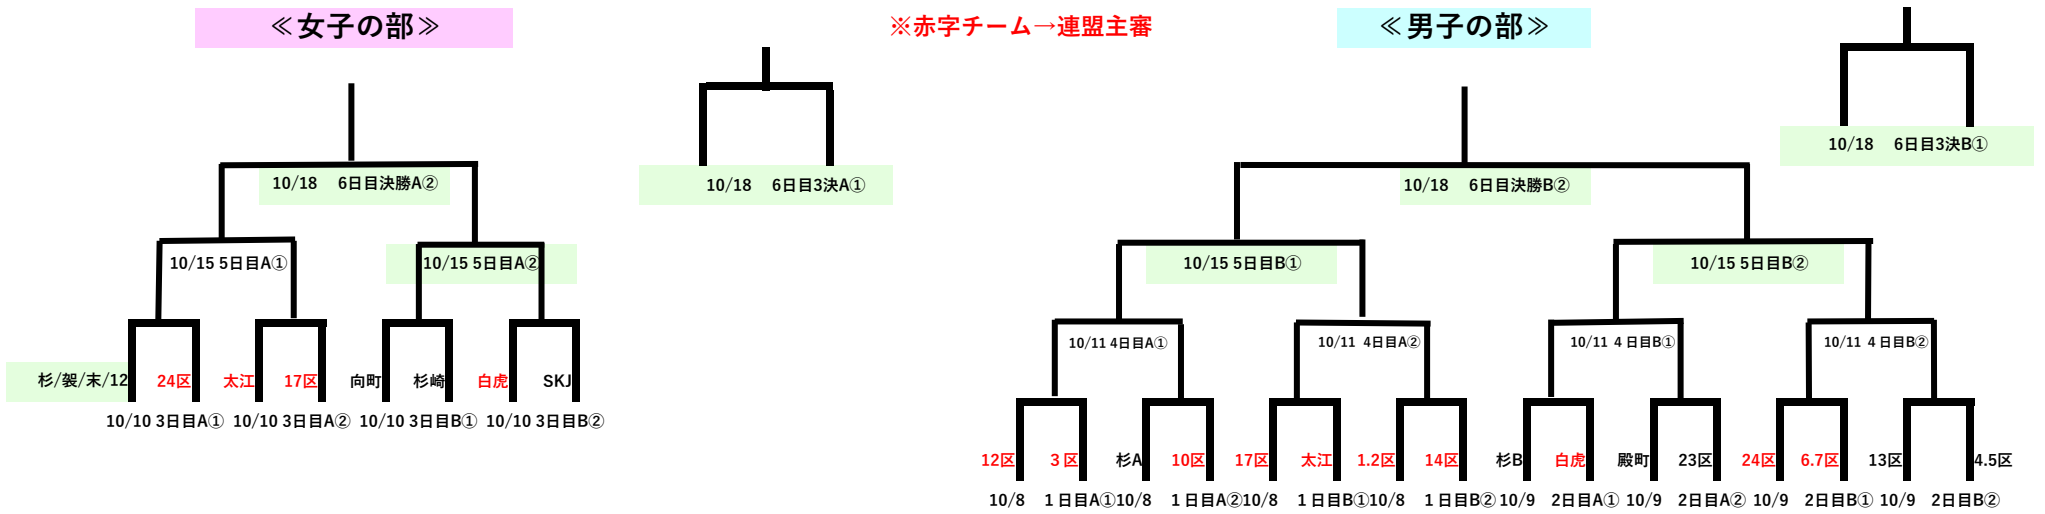 ≪女子の部≫
※赤字チーム→連盟主審
≪男子の部≫
10/18 6日目3決B①
10/18 6日目決勝A②
10/18 6日目3決A①
10/18 6日目決勝B②
10/15 5日目A①
10/15 5日目A②
10/15 5日目B①
10/15 5日目B②
10/11 4日目A①
10/11 4日目A②
10/11 4日目B①
10/11 4日目B②
杉/袈/末/12 24区 太江 17区 向町 杉崎 白虎 SKJ
10/10 3日目A① 10/10 3日目A② 10/10 3日目B① 10/10 3日目B②
12区 3区 杉A 10区 17区 太江 1.2区 14区 杉B 白虎 殿町 23区 24区 6.7区 13区 4.5区
10/8 1日目A① 10/8 1日目A② 10/8 1日目B① 10/8 1日目B② 10/9 2日目A① 10/9 2日目A② 10/9 2日目B① 10/9 2日目B②